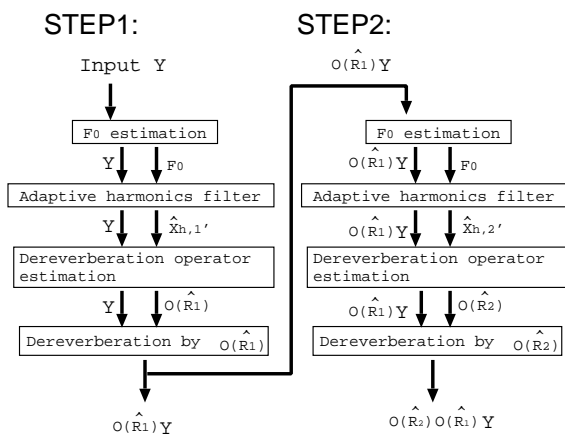 STEP1:
Input Y
F0 estimation
Y F0
Adaptive harmonics filter
Y X̂h,1'
Dereverberation operator
estimation
Y O(R̂1)
Dereverberation by O(R̂1)
O(R̂1)Y
STEP2:
O(R̂1)Y
F0 estimation
O(R̂1)Y F0
Adaptive harmonics filter
O(R̂1)Y X̂h,2'
Dereverberation operator
estimation
O(R̂1)Y O(R̂2)
Dereverberation by O(R̂2)
O(R̂2)O(R̂1)Y